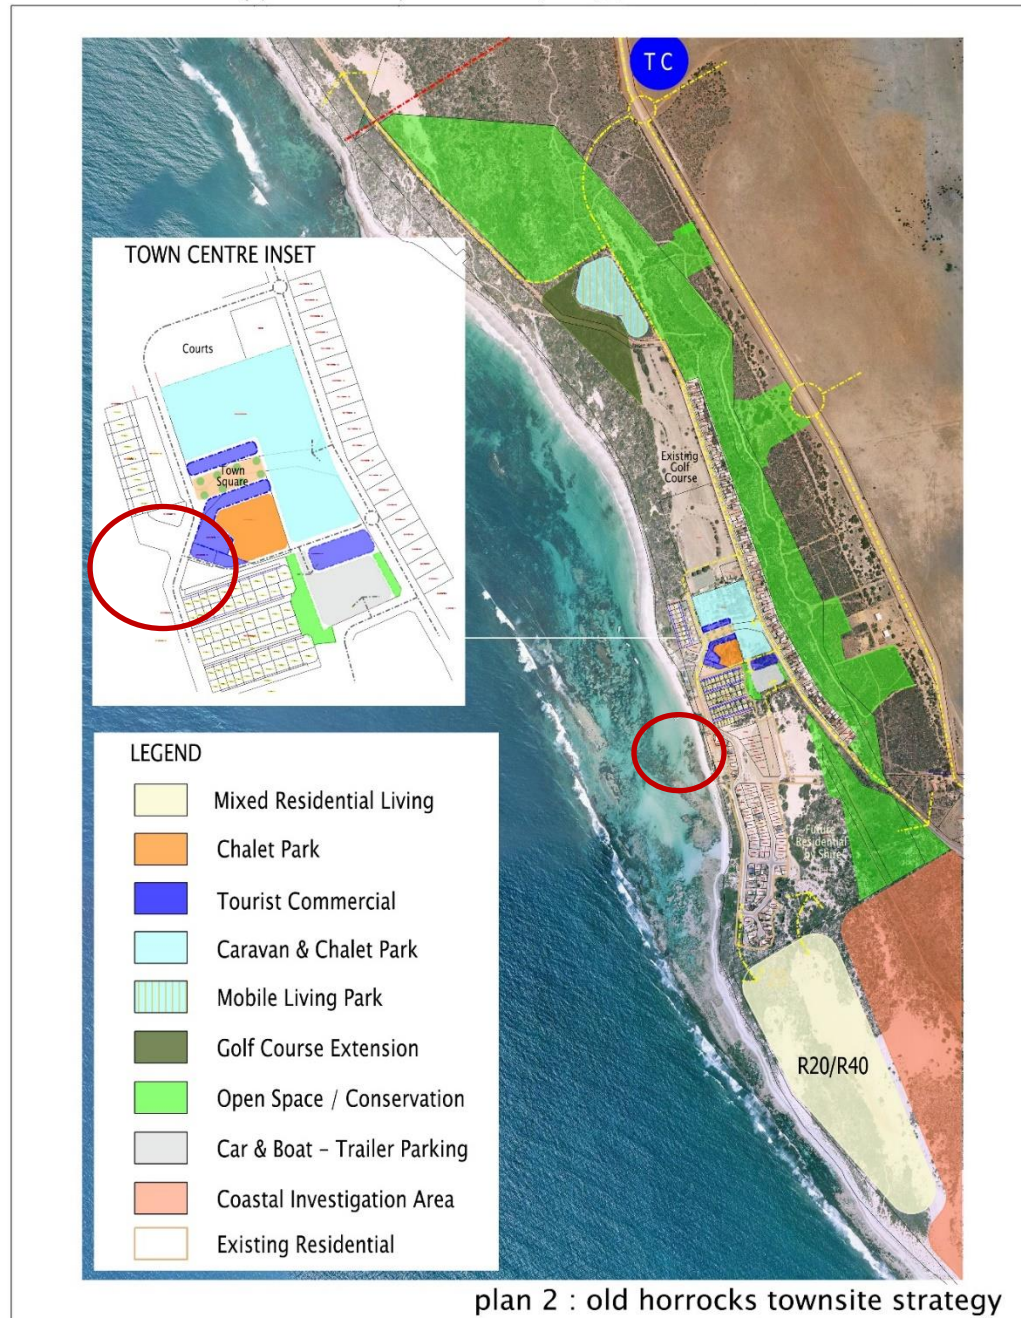 T C
TOWN CENTRE INSET
Courts
Town
Square
Existing
Golf
Course
Future
Residential
by Shire
LEGEND
Mixed Residential Living
Chalet Park
Tourist Commercial
Caravan & Chalet Park
Mobile Living Park
Golf Course Extension
Open Space / Conservation
Car & Boat – Trailer Parking
Coastal Investigation Area
Existing Residential
R20/R40
plan 2 : old horrocks townsite strategy